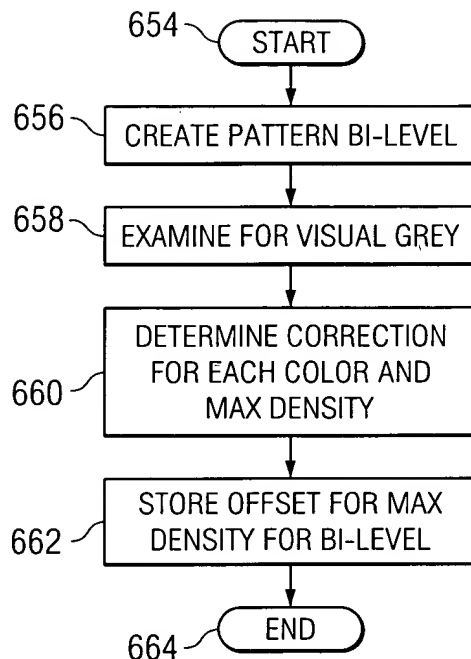 654
START
656
CREATE PATTERN BI-LEVEL
658
EXAMINE FOR VISUAL GREY
660
DETERMINE CORRECTION
FOR EACH COLOR AND
MAX DENSITY
662
STORE OFFSET FOR MAX
DENSITY FOR BI-LEVEL
664
END